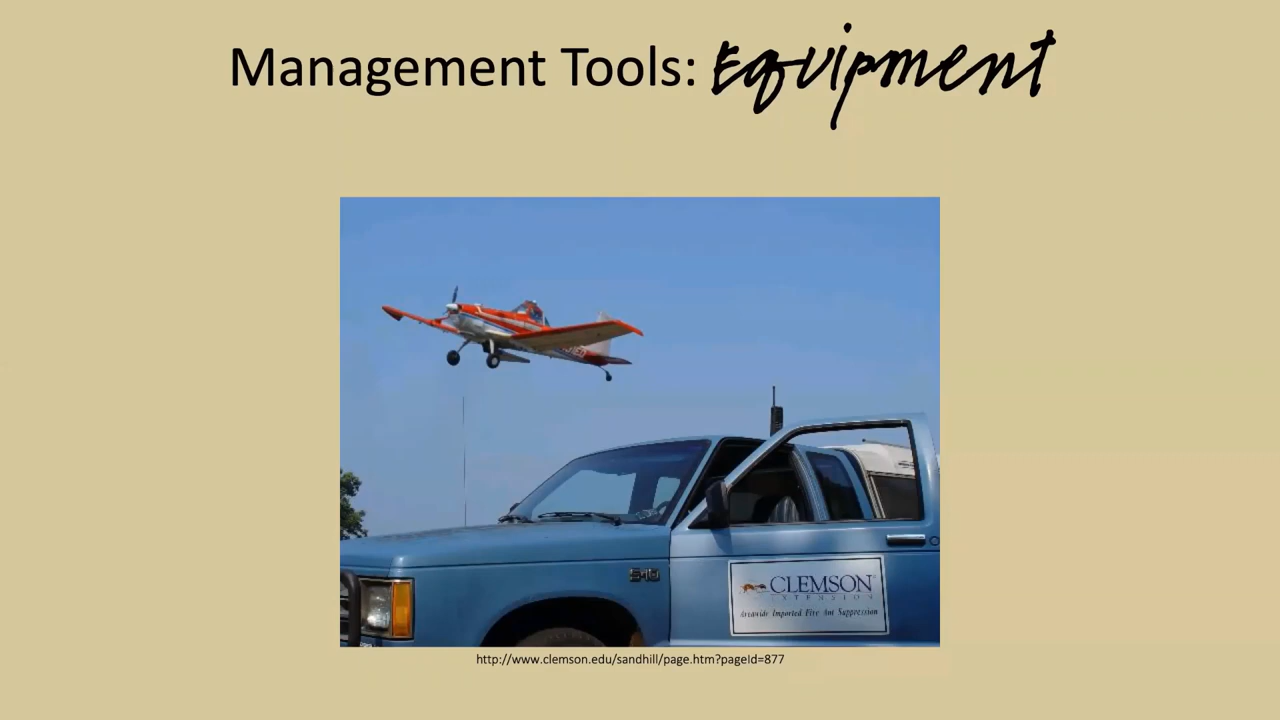 Management Tools: Equipment
S-10
CLEMSON
EXTENSION
Areawide Imported Fire Ant Suppression
http://www.clemson.edu/sandhill/page.htm?pageId=877